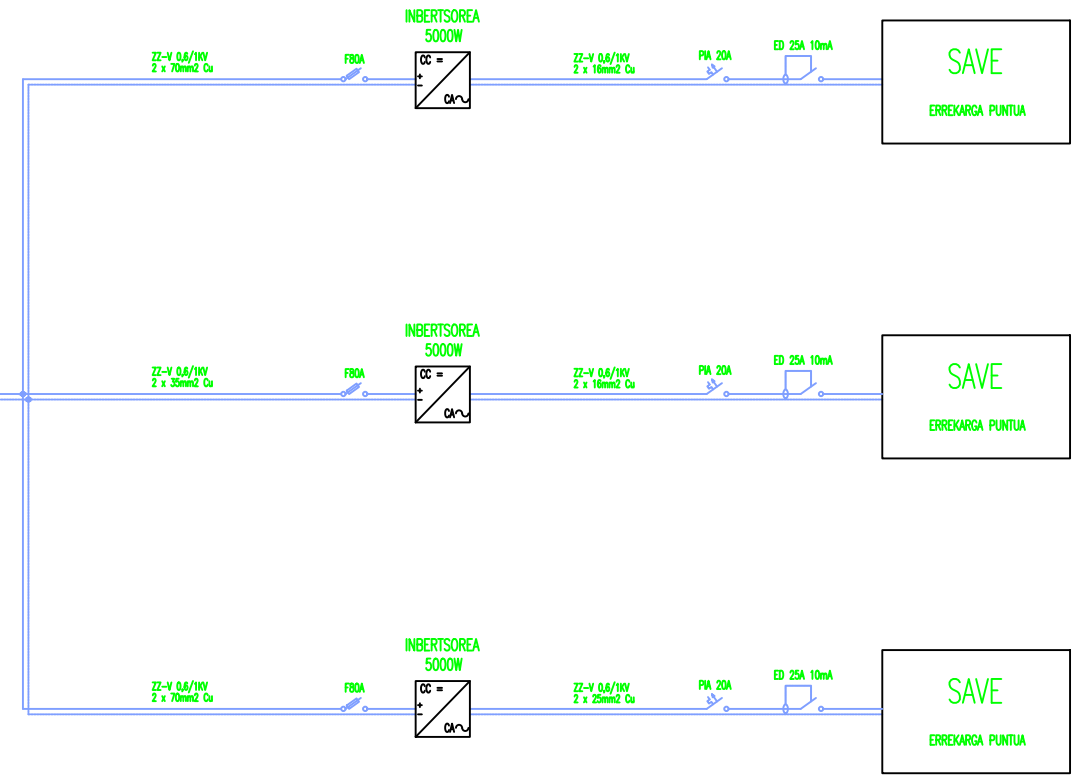 INBERTSOREA
5000W
ZZ-V 0,6/1KV
2 x 70mm2 Cu
F80A
CC =
+
-
CA
ZZ-V 0,6/1KV
2 x 16mm2 Cu
PIA 20A
ED 25A 10mA
SAVE
ERREKARGA PUNTUA
INBERTSOREA
5000W
ZZ-V 0,6/1KV
2 x 35mm2 Cu
F80A
CC =
+
-
CA
ZZ-V 0,6/1KV
2 x 16mm2 Cu
PIA 20A
ED 25A 10mA
SAVE
ERREKARGA PUNTUA
INBERTSOREA
5000W
ZZ-V 0,6/1KV
2 x 70mm2 Cu
F80A
CC =
+
-
CA
ZZ-V 0,6/1KV
2 x 25mm2 Cu
PIA 20A
ED 25A 10mA
SAVE
ERREKARGA PUNTUA